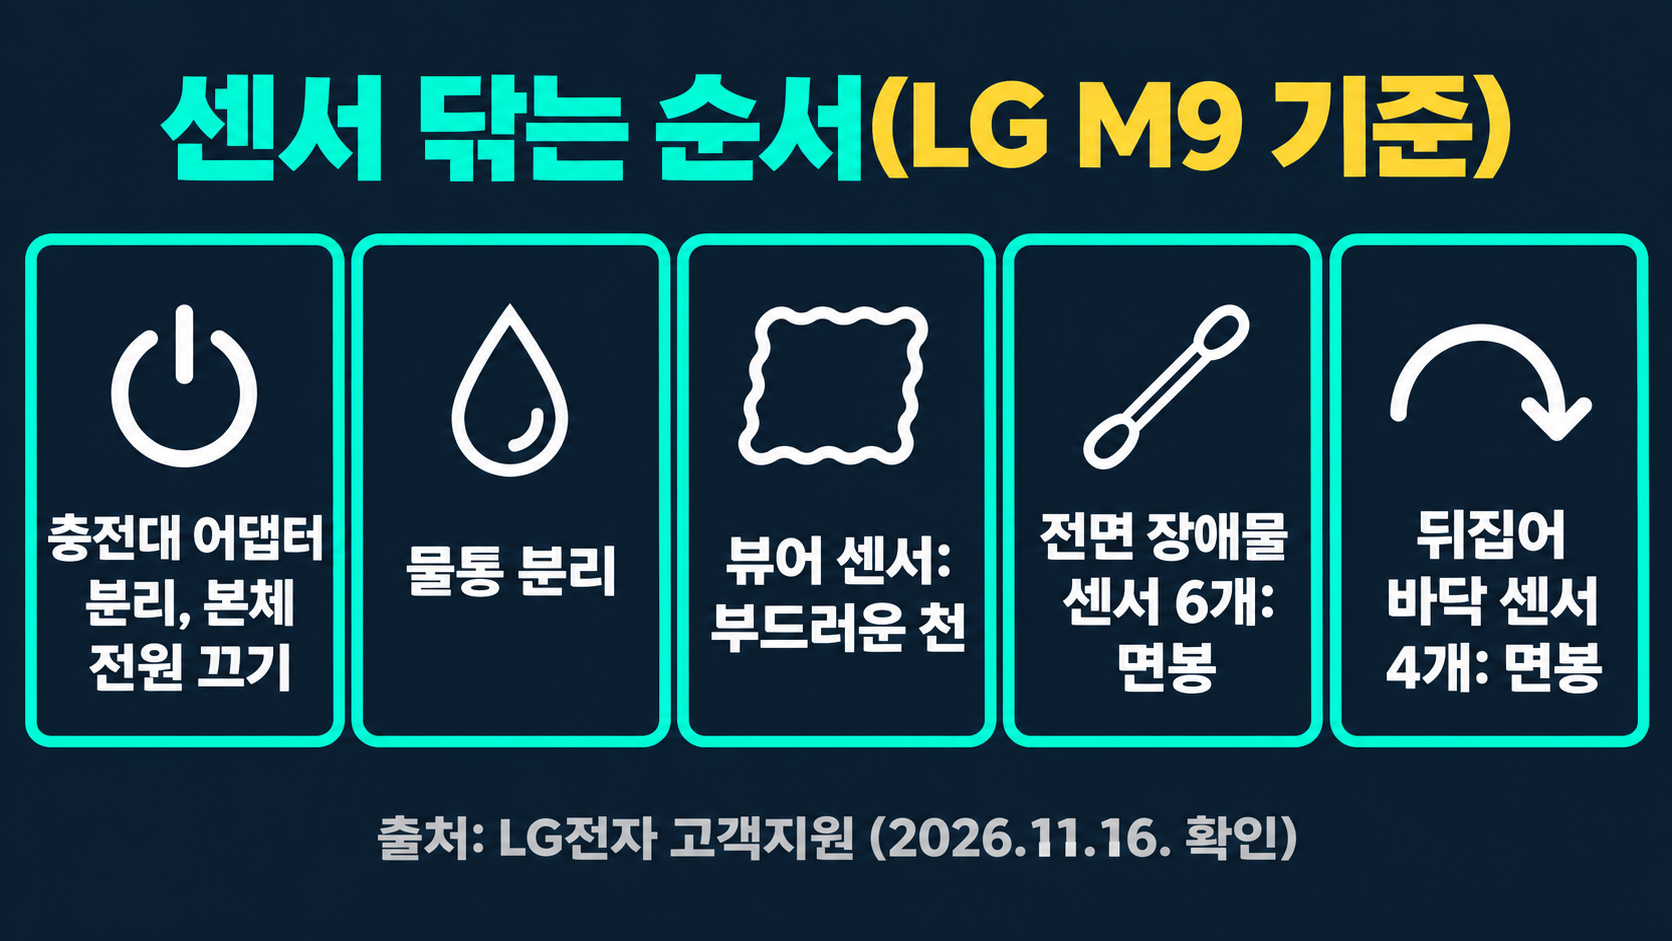 센서 닦는 순서(LG M9 기준)
충전대 어댑터
분리, 본체
전원 끄기
물통 분리
뷰어 센서:
부드러운 천
전면 장애물
센서 6개:
면봉
뒤집어
바닥 센서
4개: 면봉
출처: LG전자 고객지원 (2026.11.16. 확인)